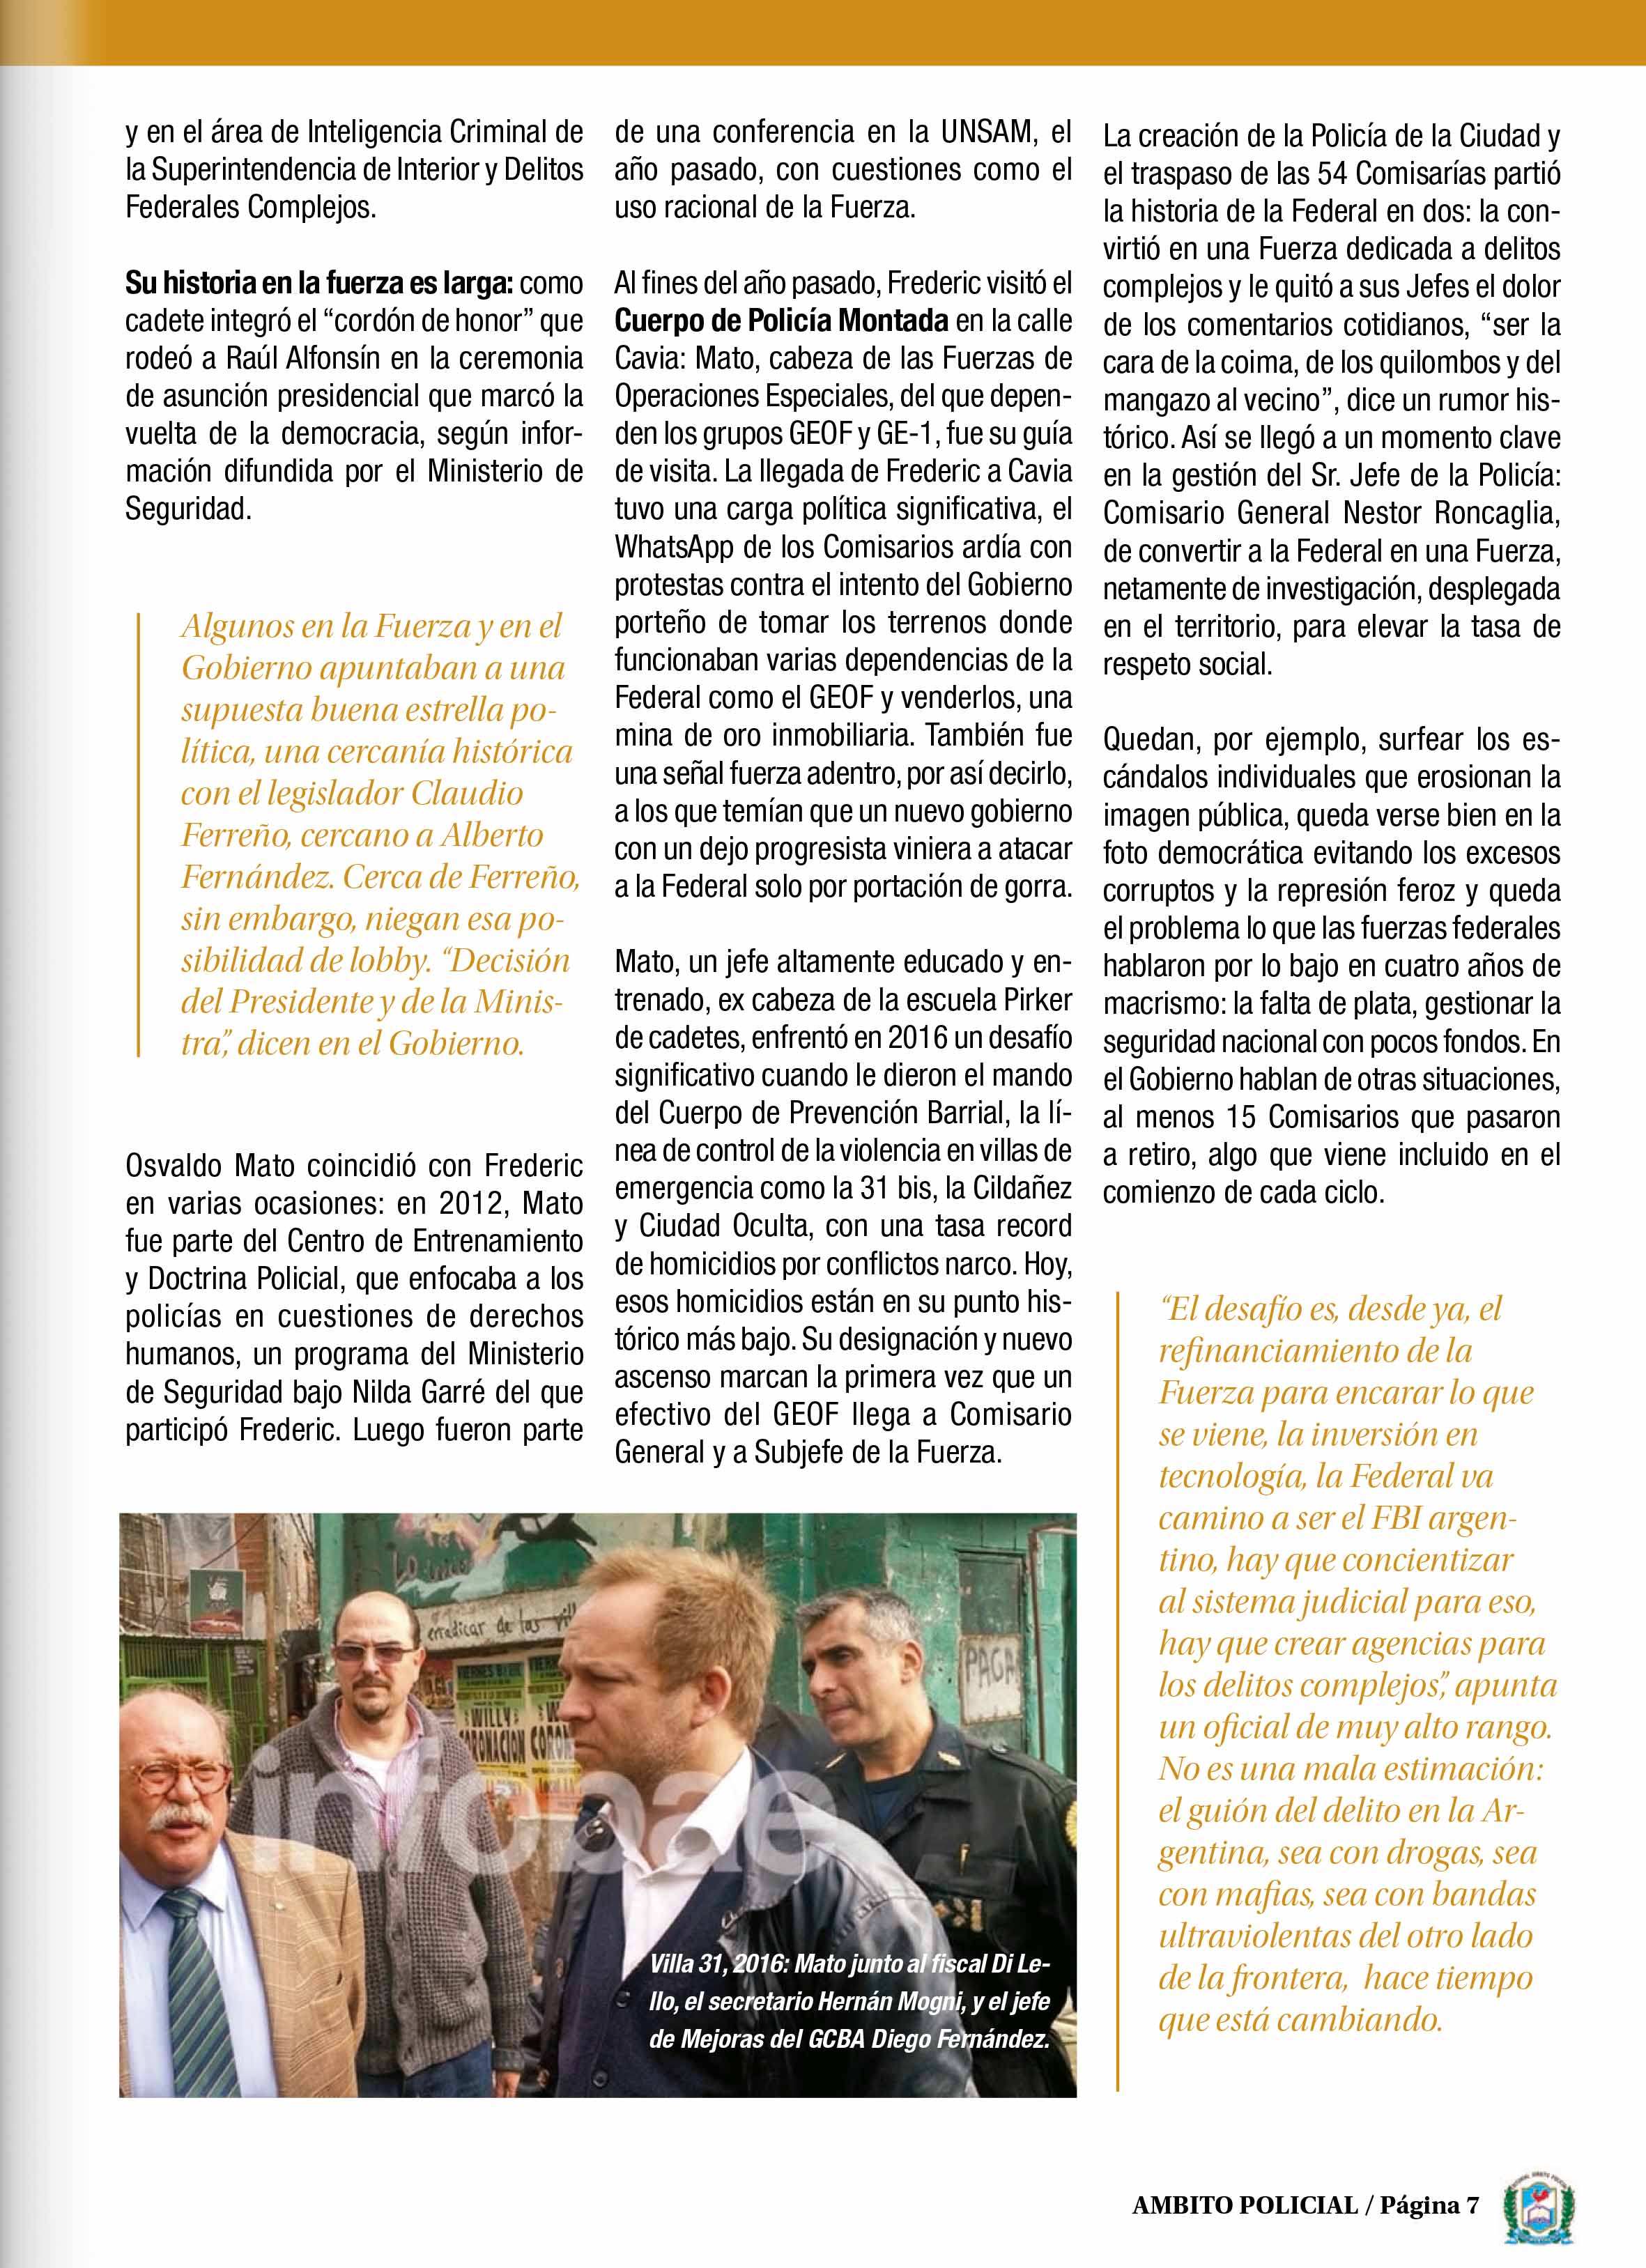 y en el área de Inteligencia Criminal de
la Superintendencia de Interior y Delitos
Federales Complejos.
Su historia en la fuerza es larga: como
cadete integró el “cordón de honor” que
rodeó a Raúl Alfonsín en la ceremonia
de asunción presidencial que marcó la
vuelta de la democracia, según infor-
mación difundida por el Ministerio de
Seguridad.
Algunos en la Fuerza y en el
Gobierno apuntaban a una
supuesta buena estrella po-
lítica, una cercanía histórica
con el legislador Claudio
Ferreño, cercano a Alberto
Fernández. Cerca de Ferreño,
sin embargo, niegan esa po-
sibilidad de lobby. “Decisión
del Presidente y de la Minis-
tra”, dicen en el Gobierno.
Osvaldo Mato coincidió con Frederic
en varias ocasiones: en 2012, Mato
fue parte del Centro de Entrenamiento
y Doctrina Policial, que enfocaba a los
policías en cuestiones de derechos
humanos, un programa del Ministerio
de Seguridad bajo Nilda Garré del que
participó Frederic. Luego fueron parte
de una conferencia en la UNSAM, el
año pasado, con cuestiones como el
uso racional de la Fuerza.
Al fines del año pasado, Frederic visitó el
Cuerpo de Policía Montada en la calle
Cavia: Mato, cabeza de las Fuerzas de
Operaciones Especiales, del que depen-
den los grupos GEOF y GE-1, fue su guía
de visita. La llegada de Frederic a Cavia
tuvo una carga política significativa, el
WhatsApp de los Comisarios ardía con
protestas contra el intento del Gobierno
porteño de tomar los terrenos donde
funcionaban varias dependencias de la
Federal como el GEOF y venderlos, una
mina de oro inmobiliaria. También fue
una señal fuerza adentro, por así decirlo,
a los que temían que un nuevo gobierno
con un dejo progresista viniera a atacar
a la Federal solo por portación de gorra.
Mato, un jefe altamente educado y en-
trenado, ex cabeza de la escuela Pirker
de cadetes, enfrentó en 2016 un desafío
significativo cuando le dieron el mando
del Cuerpo de Prevención Barrial, la lí-
nea de control de la violencia en villas de
emergencia como la 31 bis, la Cildañez
y Ciudad Oculta, con una tasa record
de homicidios por conflictos narco. Hoy,
esos homicidios están en su punto his-
tórico más bajo. Su designación y nuevo
ascenso marcan la primera vez que un
efectivo del GEOF llega a Comisario
General y a Subjefe de la Fuerza.
La creación de la Policía de la Ciudad y
el traspaso de las 54 Comisarías partió
la historia de la Federal en dos: la con-
virtió en una Fuerza dedicada a delitos
complejos y le quitó a sus Jefes el dolor
de los comentarios cotidianos, “ser la
cara de la coima, de los quilombos y del
mangazo al vecino”, dice un rumor his-
tórico. Así se llegó a un momento clave
en la gestión del Sr. Jefe de la Policía:
Comisario General Nestor Roncaglia,
de convertir a la Federal en una Fuerza,
netamente de investigación, desplegada
en el territorio, para elevar la tasa de
respeto social.
Quedan, por ejemplo, surfear los es-
cándalos individuales que erosionan la
imagen pública, queda verse bien en la
foto democrática evitando los excesos
corruptos y la represión feroz y queda
el problema lo que las fuerzas federales
hablaron por lo bajo en cuatro años de
macrismo: la falta de plata, gestionar la
seguridad nacional con pocos fondos. En
el Gobierno hablan de otras situaciones,
al menos 15 Comisarios que pasaron
a retiro, algo que viene incluido en el
comienzo de cada ciclo.
“El desafío es, desde ya, el
refinanciamiento de la
Fuerza para encarar lo que
se viene, la inversión en
tecnología, la Federal va
camino a ser el FBI argen-
tino, hay que concientizar
al sistema judicial para eso,
hay que crear agencias para
los delitos complejos”, apunta
un oficial de muy alto rango.
No es una mala estimación:
el guión del delito en la Ar-
gentina, sea con drogas, sea
con mafias, sea con bandas
ultraviolentas del otro lado
de la frontera, hace tiempo
que está cambiando.
erradicar de las
WILLY
PAGA
infobae
Villa 31, 2016: Mato junto al fiscal Di Le-
llo, el secretario Hernán Mogni, y el jefe
de Mejoras del GCBA Diego Fernández.
AMBITO POLICIAL / Página 7